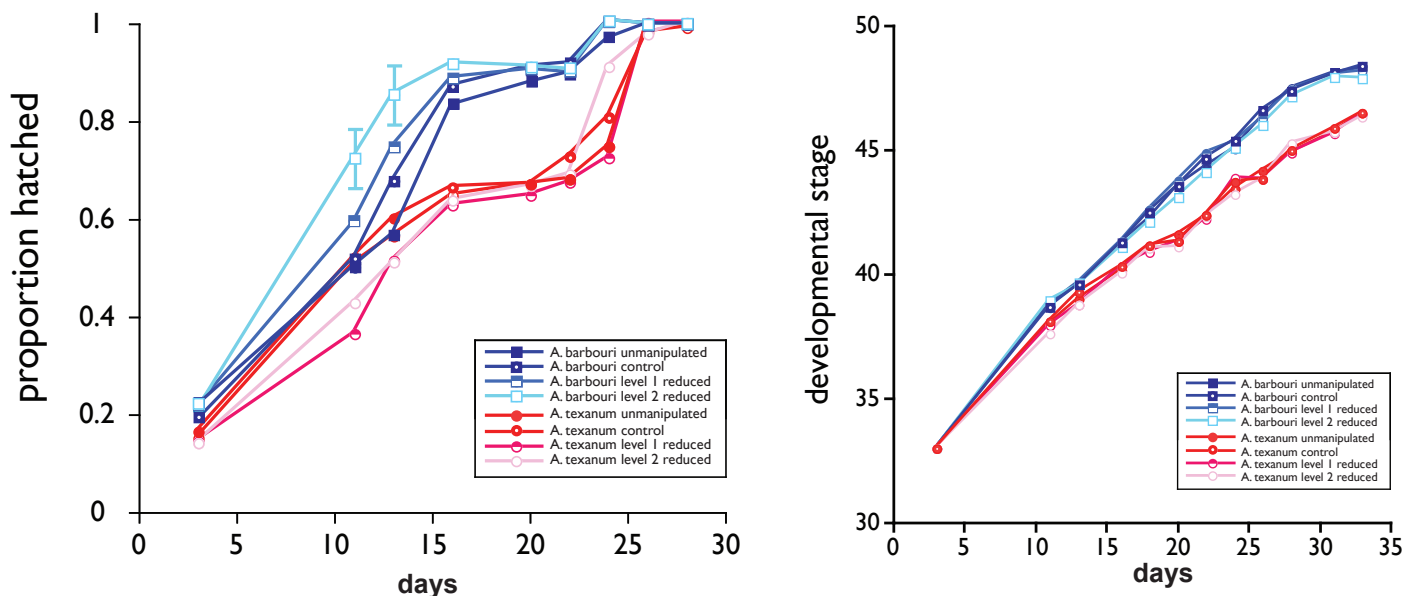 proportion hatched
1
0.8
0.6
0.4
0.2
0
0 5 10 15 20 25 30
days
A. barbouri unmanipulated
A. barbouri control
A. barbouri level 1 reduced
A. barbouri level 2 reduced
A. texanum unmanipulated
A. texanum control
A. texanum level 1 reduced
A. texanum level 2 reduced
developmental stage
50
45
40
35
30
0 5 10 15 20 25 30 35
days
A. barbouri unmanipulated
A. barbouri control
A. barbouri level 1 reduced
A. barbouri level 2 reduced
A. texanum unmanipulated
A. texanum control
A. texanum level 1 reduced
A. texanum level 2 reduced